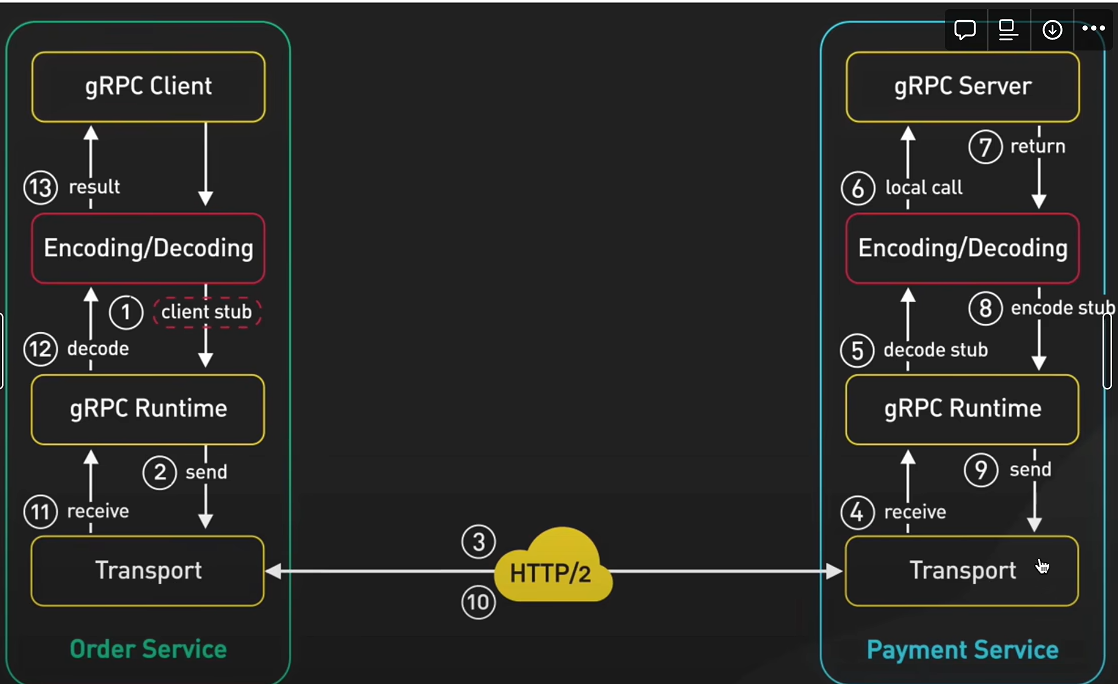 gRPC Client
13 result
Encoding/Decoding
1 client stub
12 decode
gRPC Runtime
2 send
11 receive
Transport
Order Service
3
HTTP/2
10
gRPC Server
7 return
6 local call
Encoding/Decoding
8 encode stub
5 decode stub
gRPC Runtime
9 send
4 receive
Transport
Payment Service